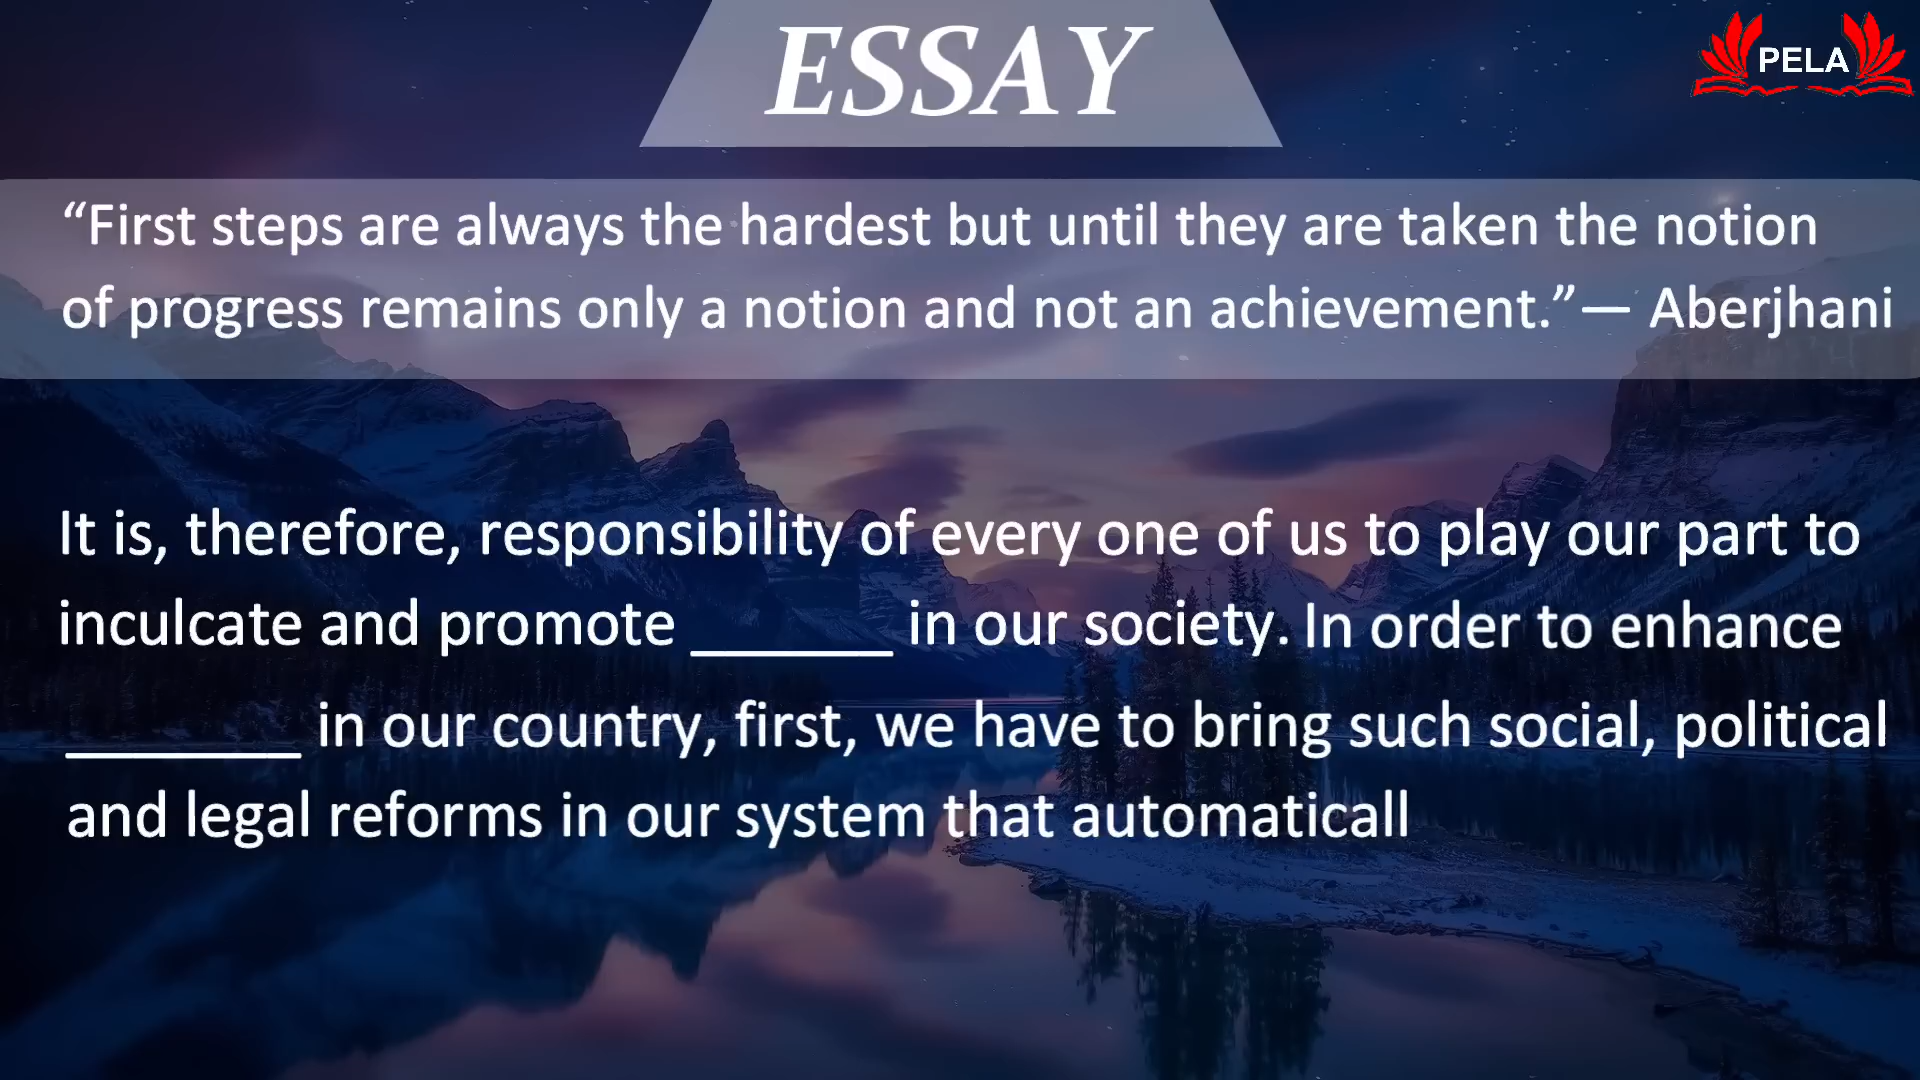 ESSAY
PELA
“First steps are always the hardest but until they are taken the notion
of progress remains only a notion and not an achievement.”— Aberjhani
It is, therefore, responsibility of every one of us to play our part to
inculcate and promote ______ in our society. In order to enhance
_______ in our country, first, we have to bring such social, political
and legal reforms in our system that automaticall